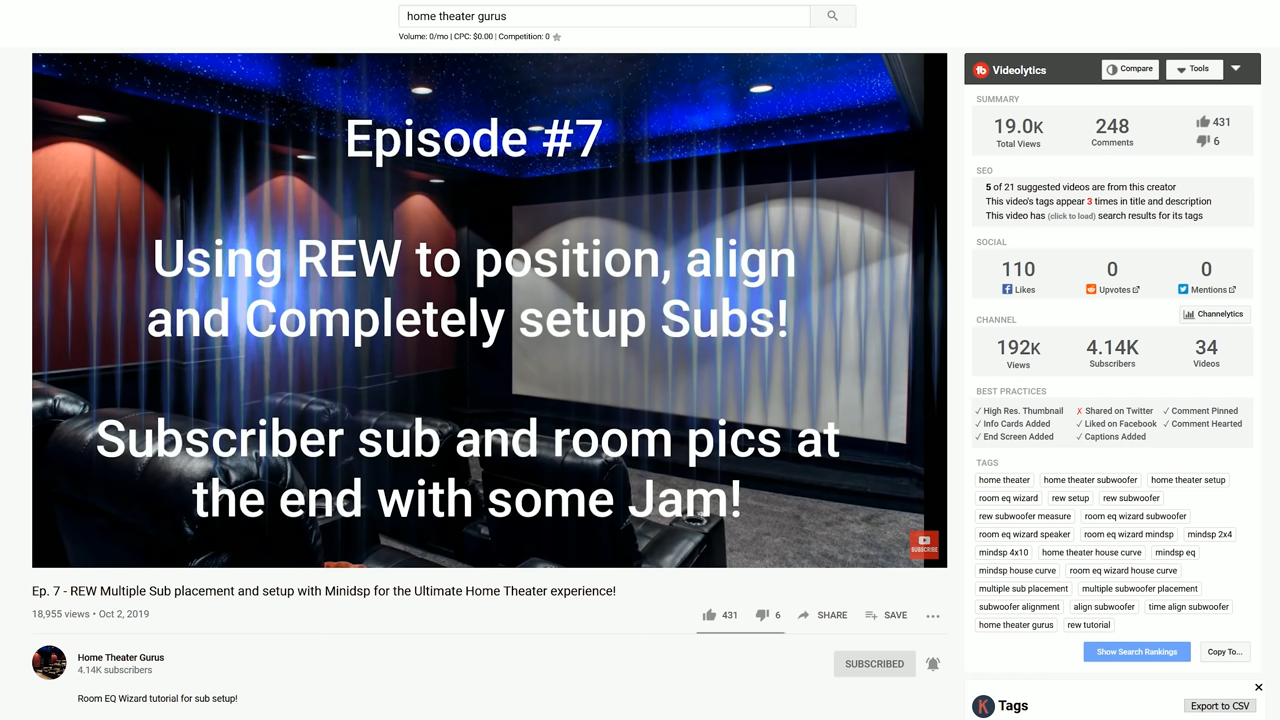 home theater gurus
Volume: 0/mo | CPC: $0.00 | Competition: 0
Episode #7
Using REW to position, align
and Completely setup Subs!
Subscriber sub and room pics at
the end with some Jam!
SUBSCRIBE
Ep. 7 - REW Multiple Sub placement and setup with Minidsp for the Ultimate Home Theater experience!
18,955 views • Oct 2, 2019
431 6 SHARE SAVE
Home Theater Gurus
4.14K subscribers
SUBSCRIBED
Room EQ Wizard tutorial for sub setup!
tb Videolytics Compare Tools
SUMMARY
19.0K 248 431
Total Views Comments 6
SEO
5 of 21 suggested videos are from this creator
This video's tags appear 3 times in title and description
This video has (click to load) search results for its tags
SOCIAL
110 0 0
Likes Upvotes Mentions
CHANNEL Channelytics
192K 4.14K 34
Views Subscribers Videos
BEST PRACTICES
✓ High Res. Thumbnail ✗ Shared on Twitter ✓ Comment Pinned
✓ Info Cards Added ✓ Liked on Facebook ✓ Comment Hearted
✓ End Screen Added ✓ Captions Added
TAGS
home theater home theater subwoofer home theater setup
room eq wizard rew setup rew subwoofer
rew subwoofer measure room eq wizard subwoofer
room eq wizard speaker room eq wizard mindsp mindsp 2x4
mindsp 4x10 home theater house curve mindsp eq
mindsp house curve room eq wizard house curve
multiple sub placement multiple subwoofer placement
subwoofer alignment align subwoofer time align subwoofer
home theater gurus rew tutorial
Show Search Rankings Copy To...
K Tags Export to CSV